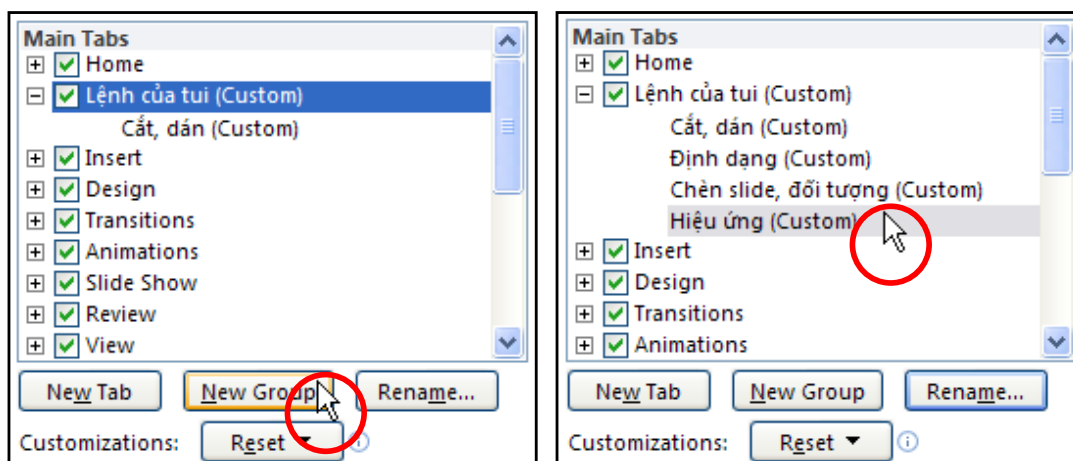 Main Tabs
Home
Lệnh của tui (Custom)
Cắt, dán (Custom)
Insert
Design
Transitions
Animations
Slide Show
Review
View
New Tab
New Group
Rename...
Customizations:
Reset
Main Tabs
Home
Lệnh của tui (Custom)
Cắt, dán (Custom)
Định dạng (Custom)
Chèn slide, đối tượng (Custom)
Hiệu ứng (Custom)
Insert
Design
Transitions
Animations
New Tab
New Group
Rename...
Customizations:
Reset